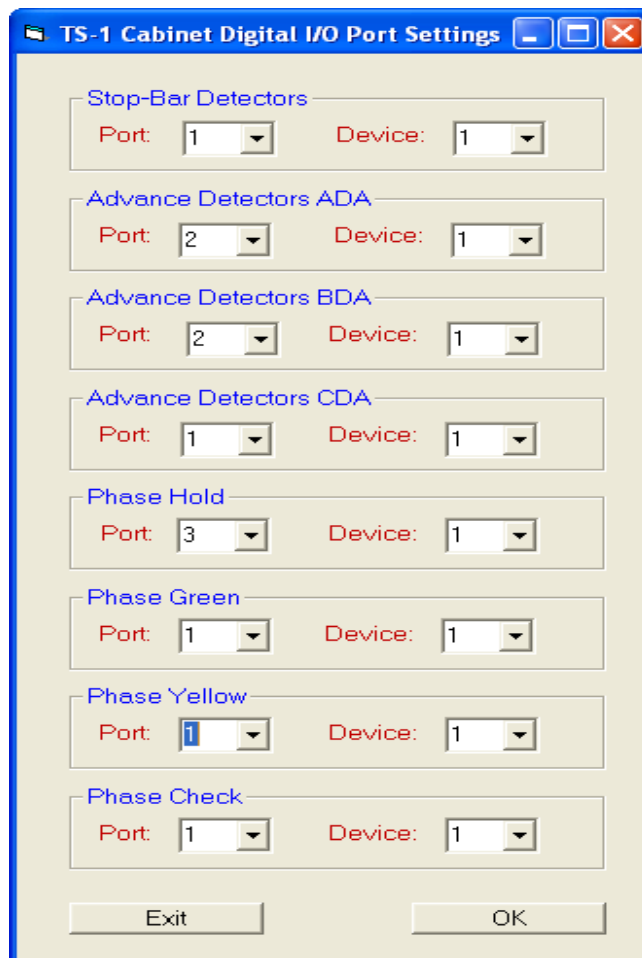 TS-1 Cabinet Digital I/O Port Settings
Stop-Bar Detectors
Port: 1 Device: 1
Advance Detectors ADA
Port: 2 Device: 1
Advance Detectors BDA
Port: 2 Device: 1
Advance Detectors CDA
Port: 1 Device: 1
Phase Hold
Port: 3 Device: 1
Phase Green
Port: 1 Device: 1
Phase Yellow
Port: 1 Device: 1
Phase Check
Port: 1 Device: 1
Exit OK